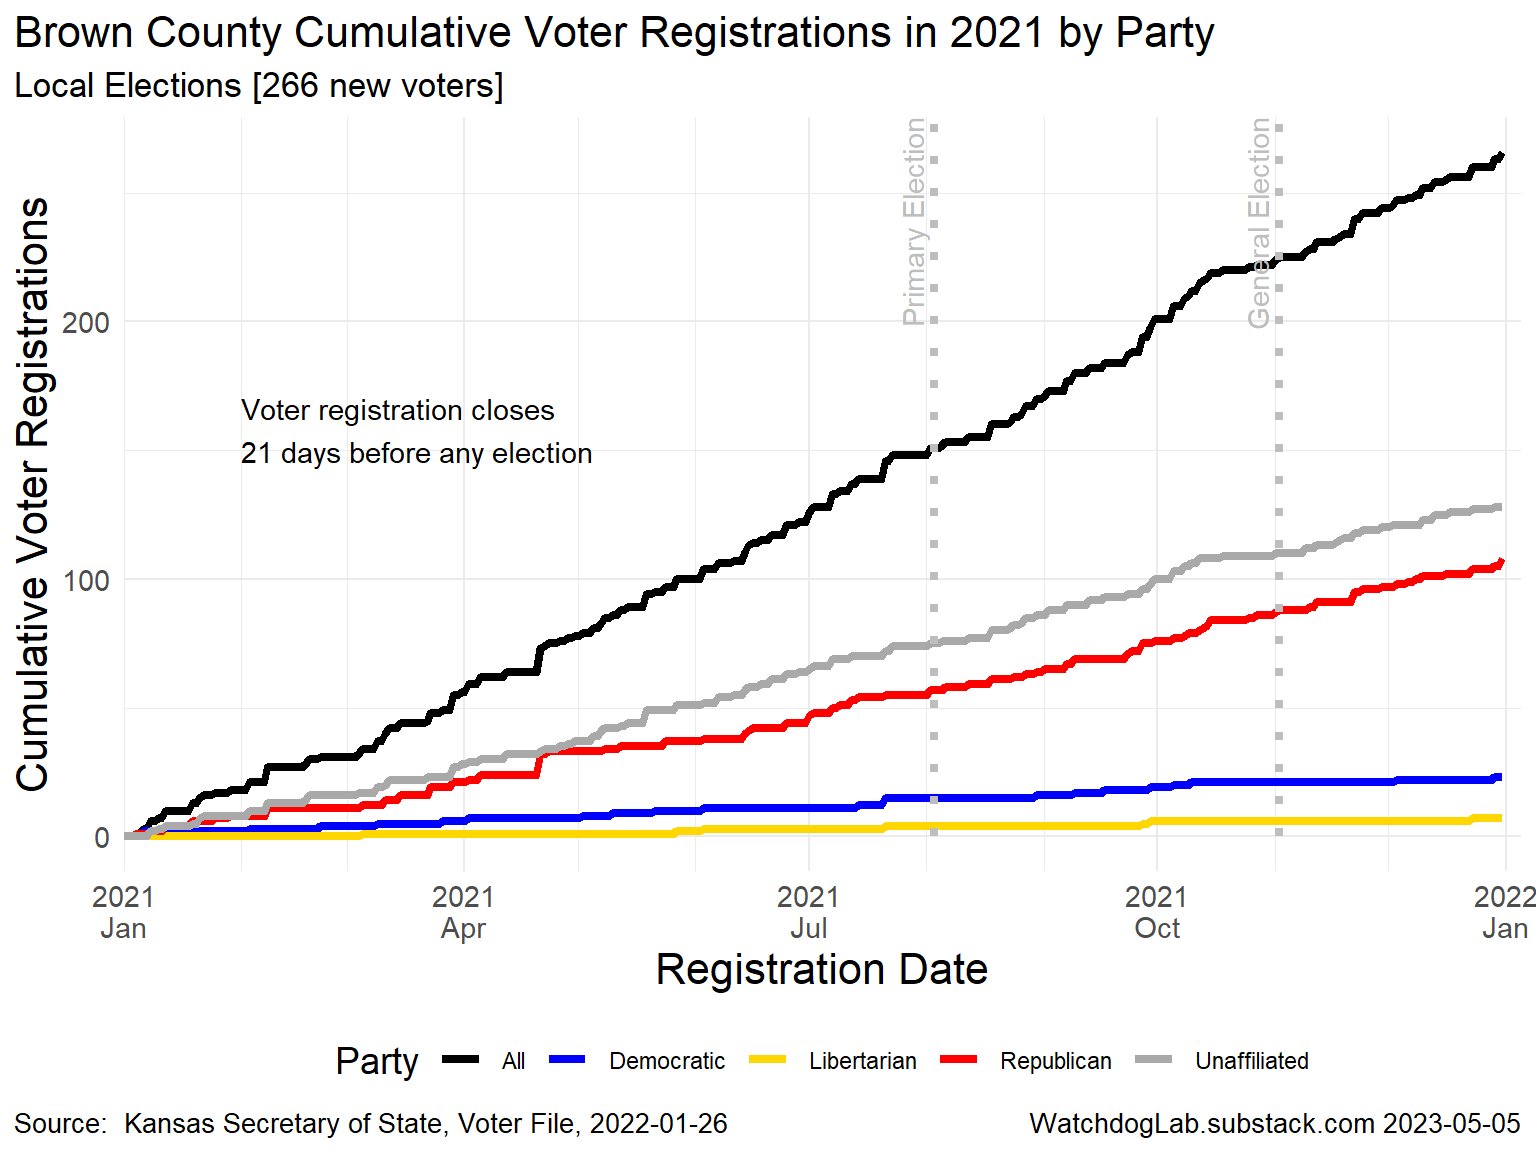 Brown County Cumulative Voter Registrations in 2021 by Party
Local Elections [266 new voters]
Cumulative Voter Registrations
200
100
0
Primary Election
General Election
Voter registration closes
21 days before any election
2021 2021 2021 2021 2022
Jan Apr Jul Oct Jan
Registration Date
Party All Democratic Libertarian Republican Unaffiliated
Source:  Kansas Secretary of State, Voter File, 2022-01-26
WatchdogLab.substack.com 2023-05-05